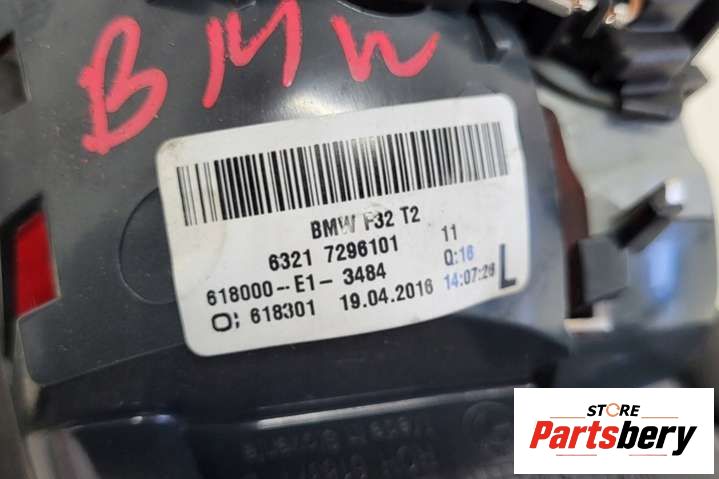 BMW
BMW F32 T2
6321 7296101 11
618000--E1-3484 Q:16
O; 618301 19.04.2016 14:07:26 L
STORE
Partsbery